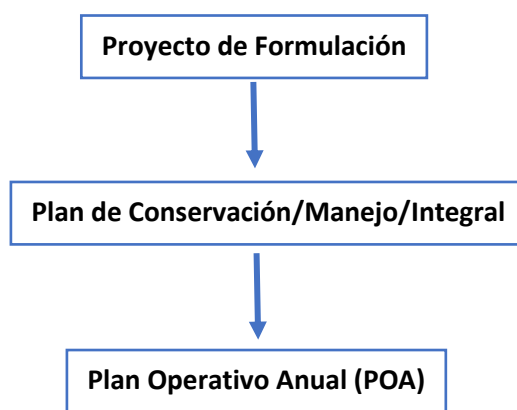 Proyecto de Formulación
Plan de Conservación/Manejo/Integral
Plan Operativo Anual (POA)